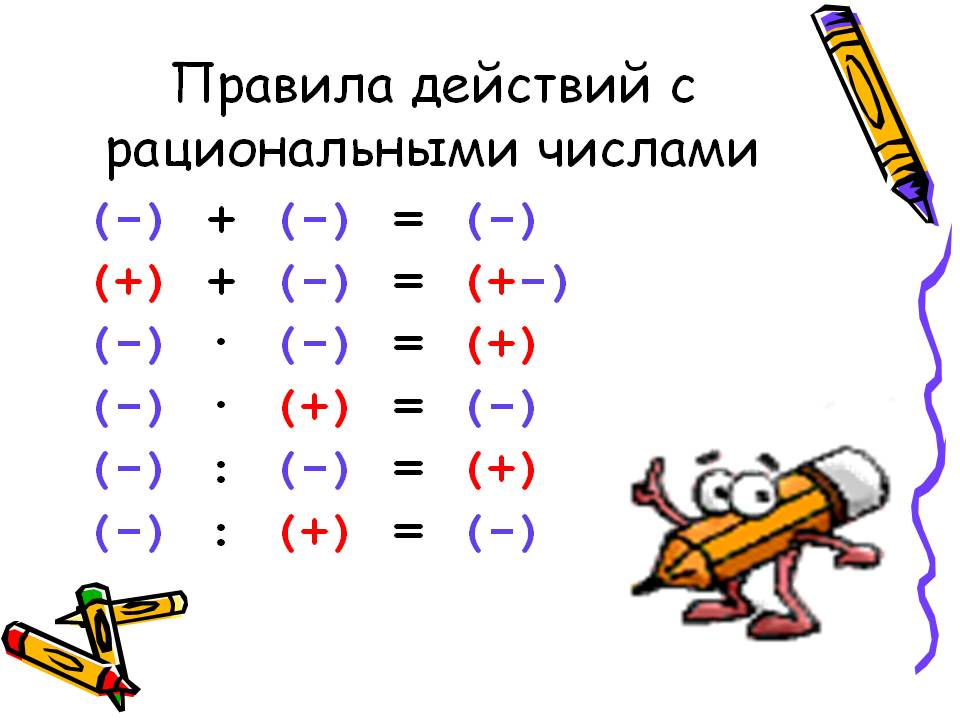 Правила действий с
рациональными числами
(−) + (−) = (−)
(+) + (−) = (+−)
(−) · (−) = (+)
(−) · (+) = (−)
(−) : (−) = (+)
(−) : (+) = (−)